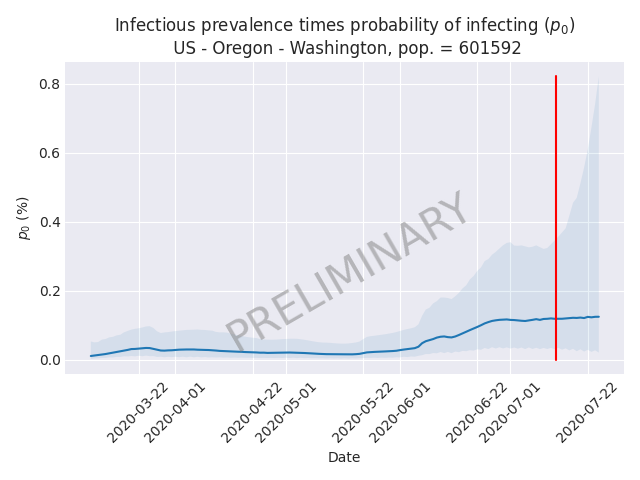 Infectious prevalence times probability of infecting (p₀)
US - Oregon - Washington, pop. = 601592
0.8
0.6
0.4
0.2
0.0
p₀ (%)
PRELIMINARY
2020-03-22
2020-04-01
2020-04-22
2020-05-01
2020-05-22
2020-06-01
2020-06-22
2020-07-01
2020-07-22
Date